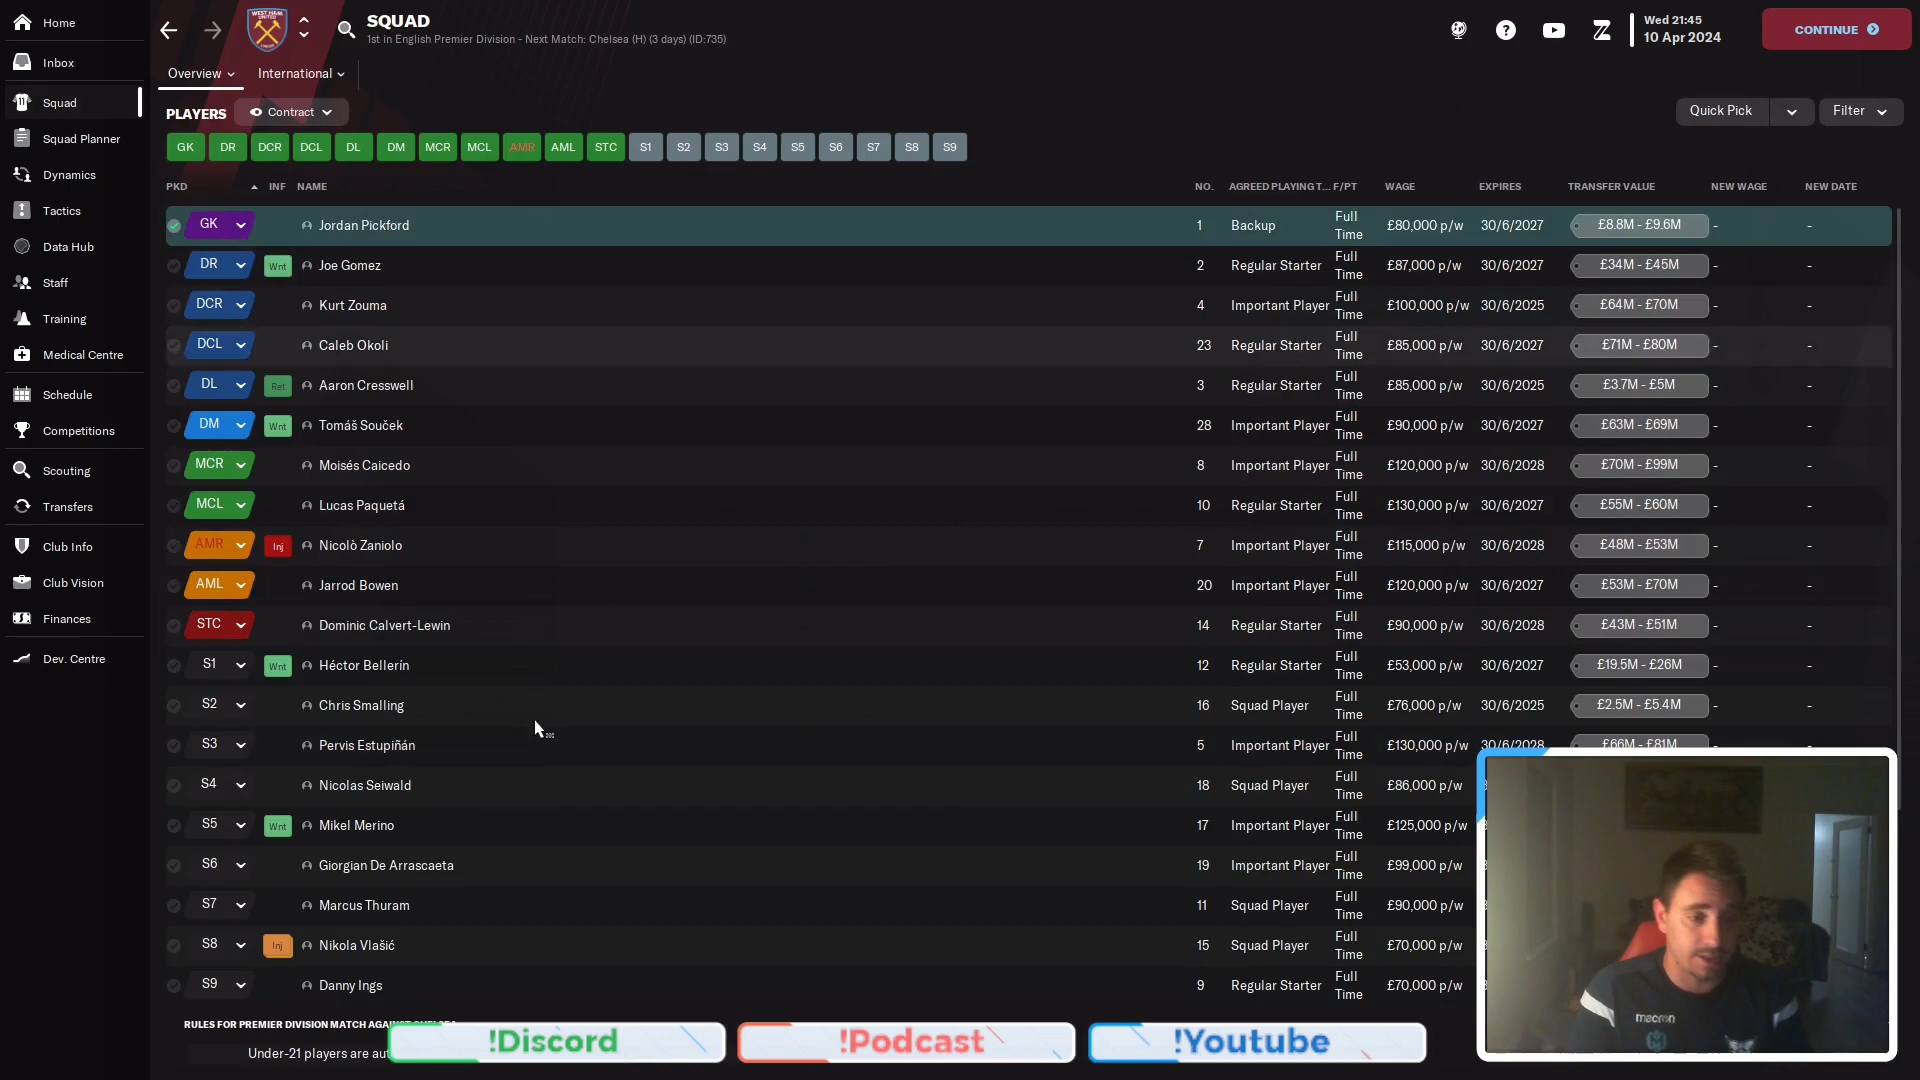 Home
Inbox
Squad
Squad Planner
Dynamics
Tactics
Data Hub
Staff
Training
Medical Centre
Schedule
Competitions
Scouting
Transfers
Club Info
Club Vision
Finances
Dev. Centre
WEST HAM UNITED
SQUAD
1st in English Premier Division - Next Match: Chelsea (H) (3 days) (ID:735)
Wed 21:45
10 Apr 2024
CONTINUE
Overview International
PLAYERS Contract Quick Pick Filter
GK DR DCR DCL DL DM MCR MCL AMR AML STC S1 S2 S3 S4 S5 S6 S7 S8 S9
PKD INF NAME NO. AGREED PLAYING T... F/PT WAGE EXPIRES TRANSFER VALUE NEW WAGE NEW DATE
GK Jordan Pickford 1 Backup Full Time £80,000 p/w 30/6/2027 £8.8M - £9.6M - -
DR Wnt Joe Gomez 2 Regular Starter Full Time £87,000 p/w 30/6/2027 £34M - £45M - -
DCR Kurt Zouma 4 Important Player Full Time £100,000 p/w 30/6/2025 £64M - £70M - -
DCL Caleb Okoli 23 Regular Starter Full Time £85,000 p/w 30/6/2027 £71M - £80M - -
DL Ret Aaron Cresswell 3 Regular Starter Full Time £85,000 p/w 30/6/2025 £3.7M - £5M - -
DM Wnt Tomáš Souček 28 Important Player Full Time £90,000 p/w 30/6/2027 £63M - £69M - -
MCR Moisés Caicedo 8 Important Player Full Time £120,000 p/w 30/6/2028 £70M - £99M - -
MCL Lucas Paquetá 10 Regular Starter Full Time £130,000 p/w 30/6/2027 £55M - £60M - -
AMR Inj Nicolò Zaniolo 7 Important Player Full Time £115,000 p/w 30/6/2028 £48M - £53M - -
AML Jarrod Bowen 20 Important Player Full Time £120,000 p/w 30/6/2027 £53M - £70M - -
STC Dominic Calvert-Lewin 14 Regular Starter Full Time £90,000 p/w 30/6/2028 £43M - £51M - -
S1 Wnt Héctor Bellerín 12 Regular Starter Full Time £53,000 p/w 30/6/2027 £19.5M - £26M - -
S2 Chris Smalling 16 Squad Player Full Time £76,000 p/w 30/6/2025 £2.5M - £5.4M - -
S3 Pervis Estupiñán 5 Important Player Full Time £130,000 p/w 30/6/2028 £66M - £81M - -
S4 Nicolas Seiwald 18 Squad Player Full Time £86,000 p/w
S5 Wnt Mikel Merino 17 Important Player Full Time £125,000 p/w
S6 Giorgian De Arrascaeta 19 Important Player Full Time £99,000 p/w
S7 Marcus Thuram 11 Squad Player Full Time £90,000 p/w
S8 Inj Nikola Vlašić 15 Squad Player Full Time £70,000 p/w
S9 Danny Ings 9 Regular Starter Full Time £70,000 p/w
RULES FOR PREMIER DIVISION MATCH AGAINST CHELSEA
Under-21 players are aut
!Discord !Podcast !Youtube
macron